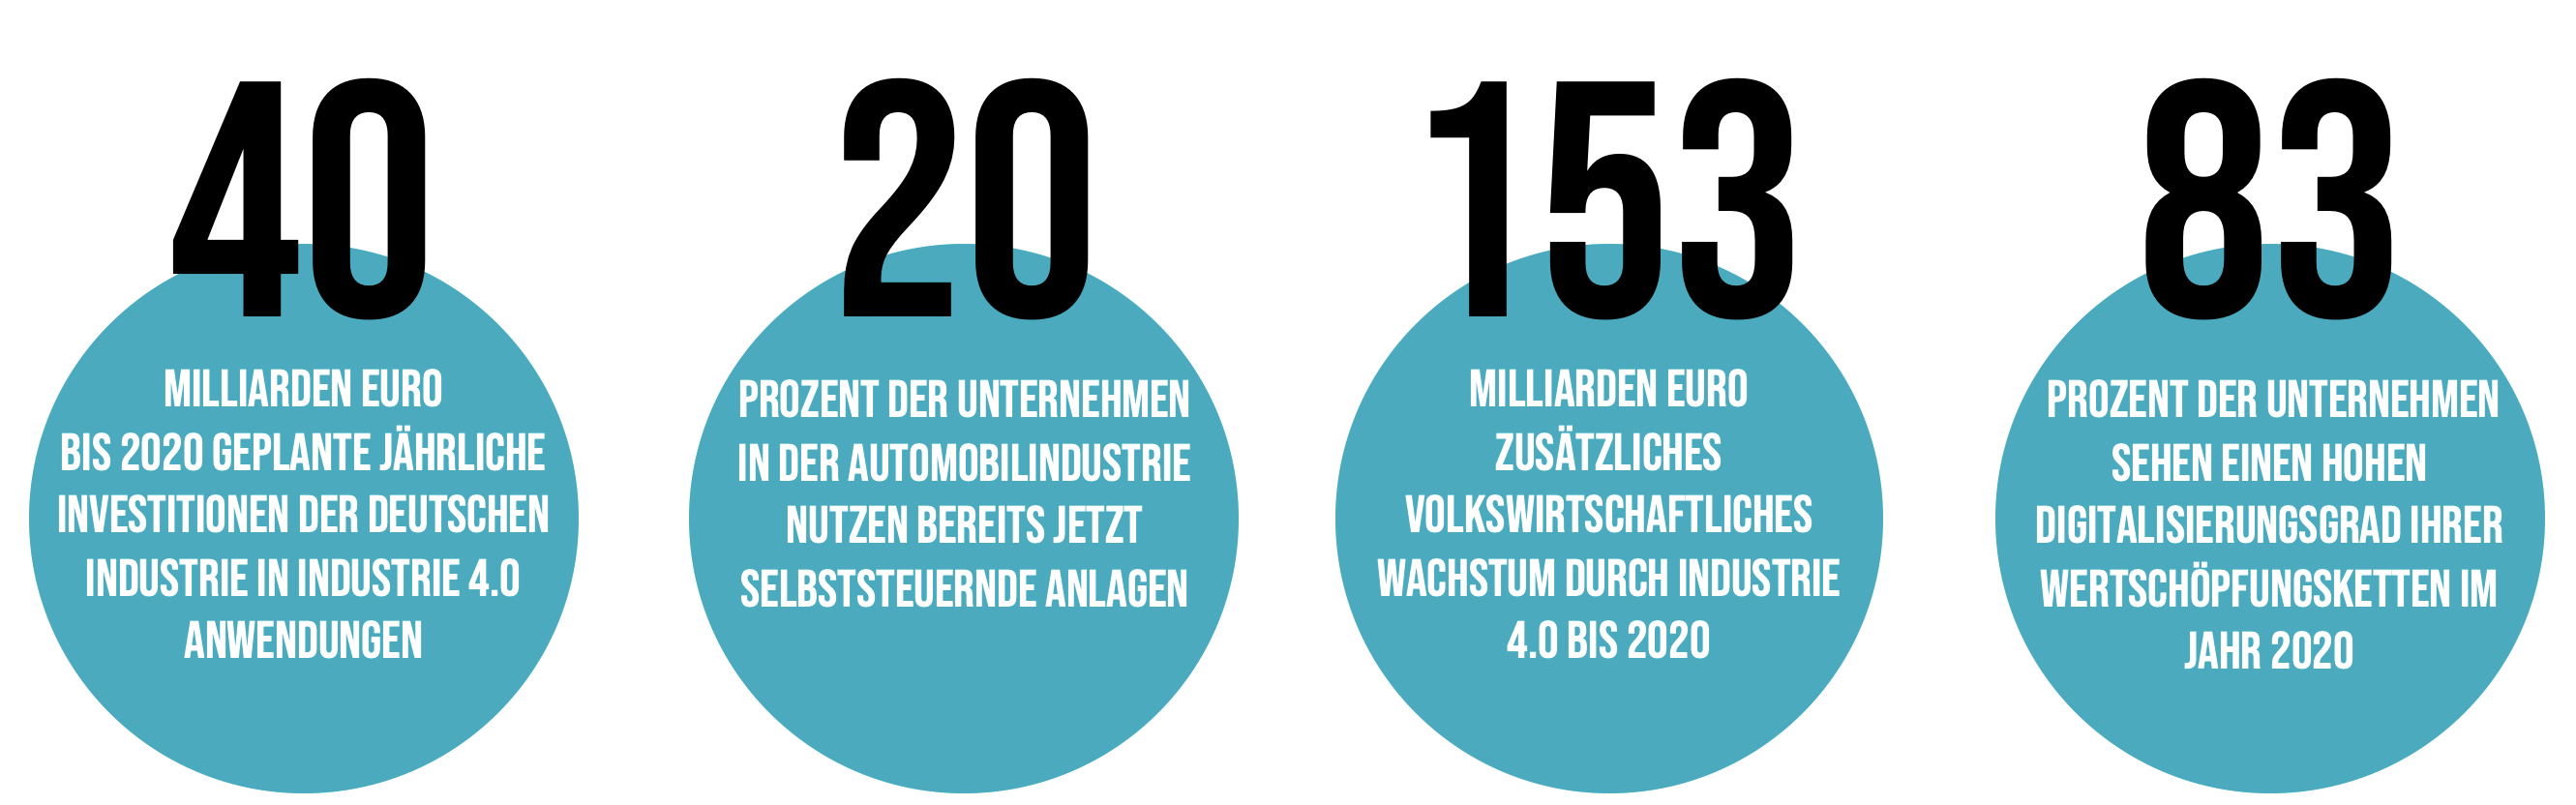 40
MILLIARDEN EURO
BIS 2020 GEPLANTE JÄHRLICHE
INVESTITIONEN DER DEUTSCHEN
INDUSTRIE IN INDUSTRIE 4.0
ANWENDUNGEN
20
PROZENT DER UNTERNEHMEN
IN DER AUTOMOBILINDUSTRIE
NUTZEN BEREITS JETZT
SELBSTSTEUERNDE ANLAGEN
153
MILLIARDEN EURO
ZUSÄTZLICHES
VOLKSWIRTSCHAFTLICHES
WACHSTUM DURCH INDUSTRIE
4.0 BIS 2020
83
PROZENT DER UNTERNEHMEN
SEHEN EINEN HOHEN
DIGITALISIERUNGSGRAD IHRER
WERTSCHÖPFUNGSKETTEN IM
JAHR 2020